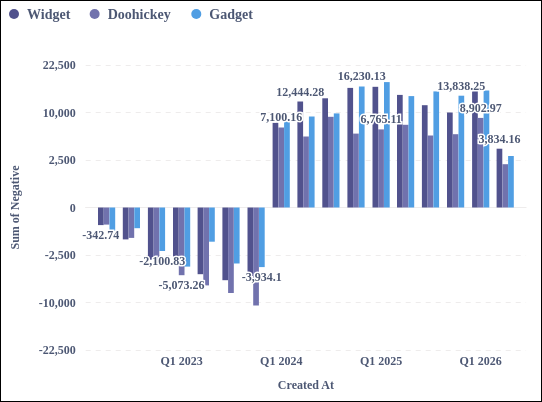 Widget Doohickey Gadget
22,500
16,230.13
12,444.28 13,838.25
10,000 7,100.16 6,765.11 8,902.97
3,834.16
2,500
0
-342.74
-2,500 -2,100.83
-5,073.26 -3,934.1
-10,000
-22,500
Sum of Negative
Q1 2023 Q1 2024 Q1 2025 Q1 2026
Created At